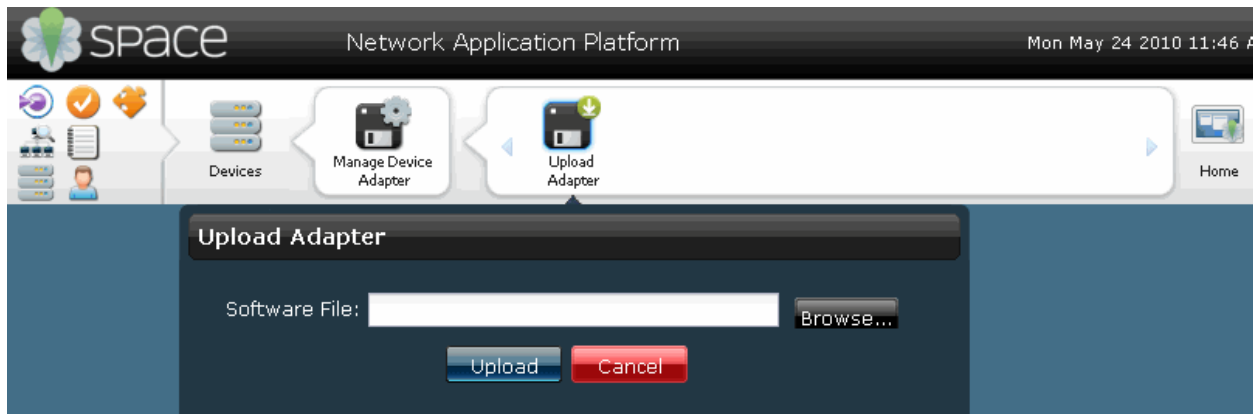 space
Network Application Platform
Mon May 24 2010 11:46
Devices
Manage Device
Adapter
Upload
Adapter
Home
Upload Adapter
Software File:
Browse...
Upload
Cancel